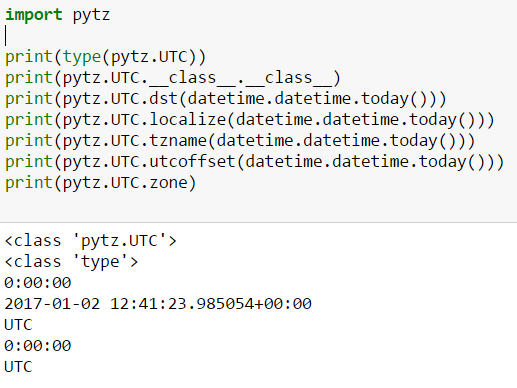 import pytz
print(type(pytz.UTC))
print(pytz.UTC.__class__.__class__)
print(pytz.UTC.dst(datetime.datetime.today()))
print(pytz.UTC.localize(datetime.datetime.today()))
print(pytz.UTC.tzname(datetime.datetime.today()))
print(pytz.UTC.utcoffset(datetime.datetime.today()))
print(pytz.UTC.zone)
<class 'pytz.UTC'>
<class 'type'>
0:00:00
2017-01-02 12:41:23.985054+00:00
UTC
0:00:00
UTC